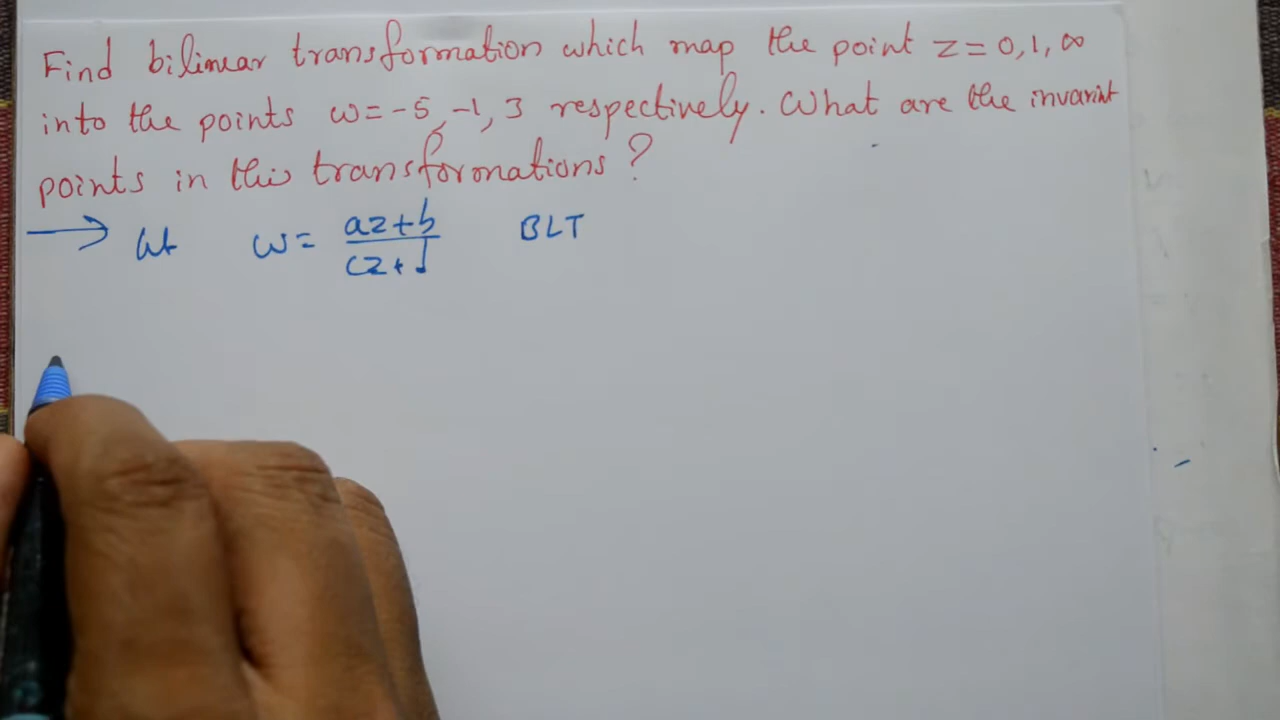 Find bilinear transformation which map the point z = 0, 1, ∞
into the points w = -5, -1, 3 respectively. What are the invarint
points in this transformations ?
→ Let w = (az+b)/(cz+d) BLT